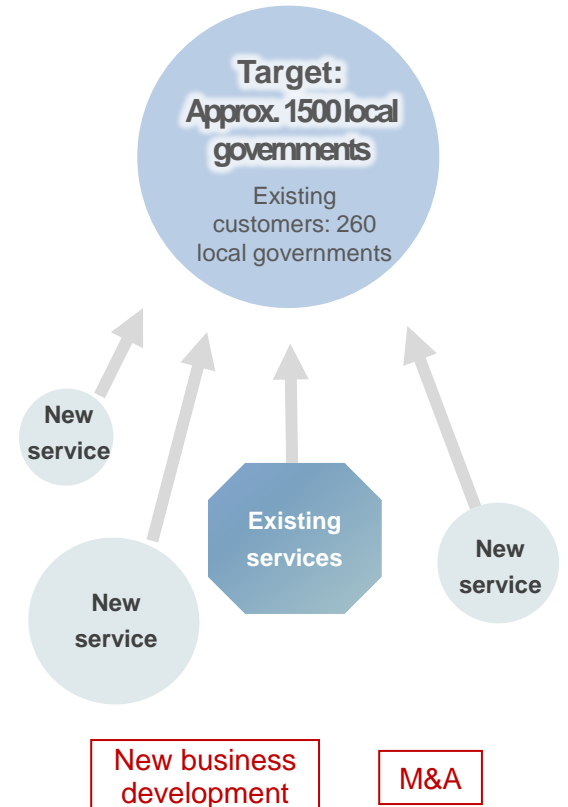 Target:
Approx. 1500 local
governments
Existing
customers: 260
local governments
New
service
Existing
services
New
service
New
service
New business
development
M&A